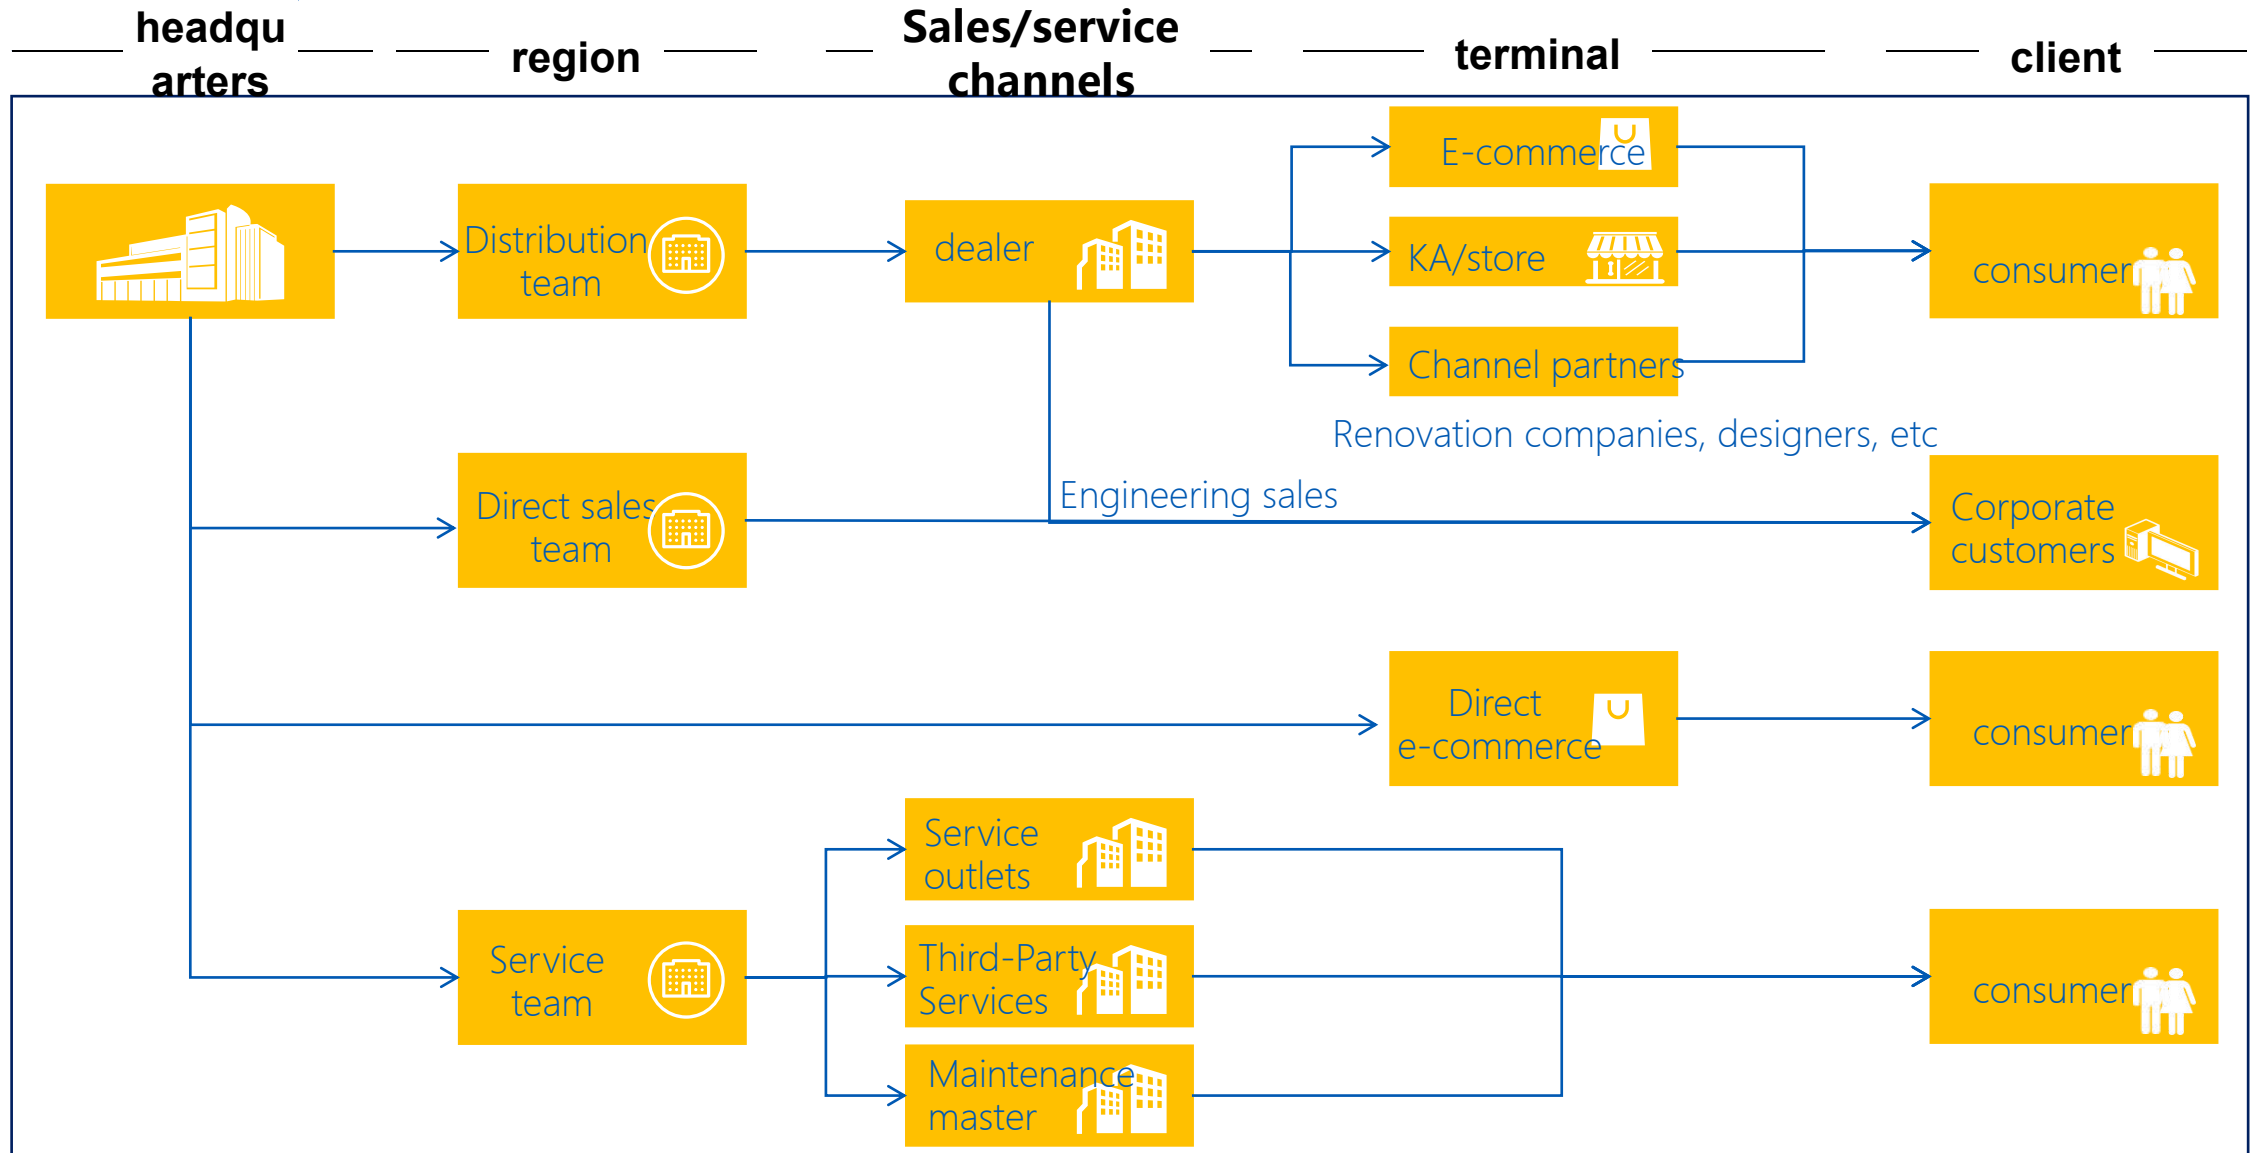 headqu
arters
region
Sales/service
channels
terminal
client
E-commerce
Distribution
team
dealer
KA/store
consumer
Channel partners
Renovation companies, designers, etc
Direct sales
team
Engineering sales
Corporate
customers
Direct
e-commerce
consumer
Service
outlets
Service
team
Third-Party
Services
consumer
Maintenance
master